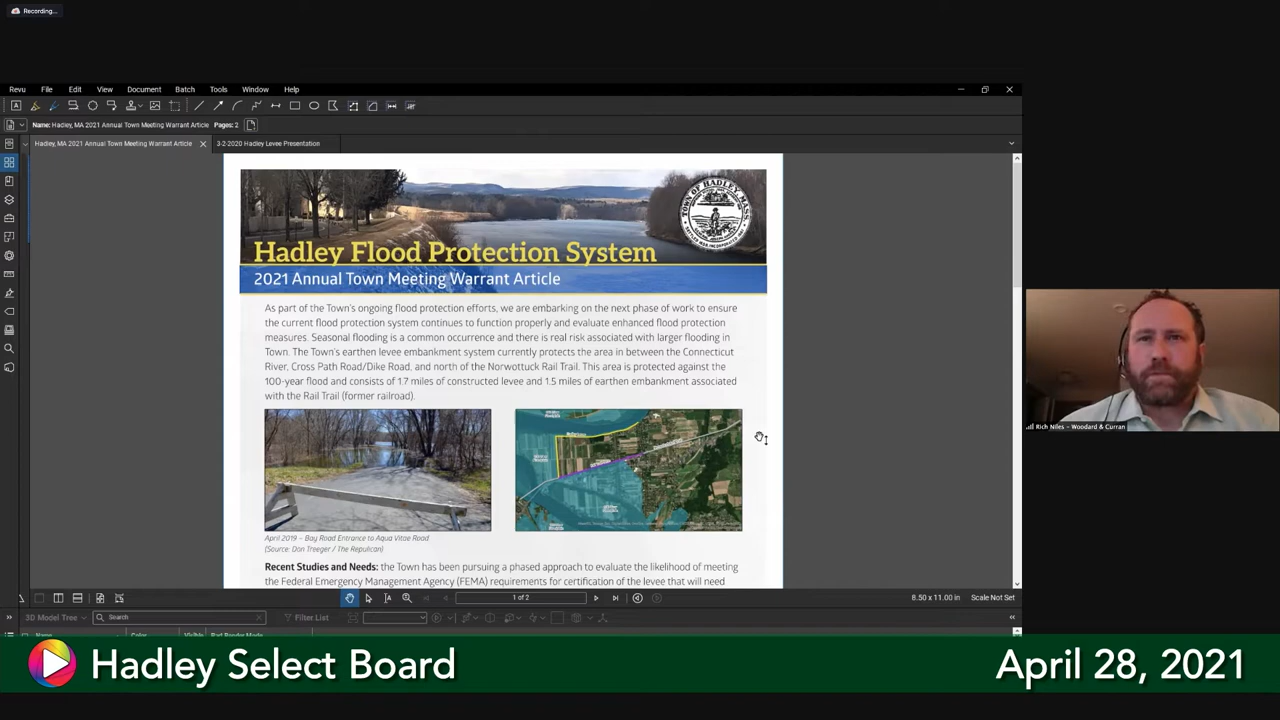 Recording...
Revu File Edit View Document Batch Tools Window Help
Name: Hadley, MA 2021 Annual Town Meeting Warrant Article Pages: 2
Hadley, MA 2021 Annual Town Meeting Warrant Article
3-2-2020 Hadley Levee Presentation
TOWN OF HADLEY, MASS.
Hadley Flood Protection System
2021 Annual Town Meeting Warrant Article
As part of the Town's ongoing flood protection efforts, we are embarking on the next phase of work to ensure
the current flood protection system continues to function properly and evaluate enhanced flood protection
measures. Seasonal flooding is a common occurrence and there is real risk associated with larger flooding in
Town. The Town's earthen levee embankment system currently protects the area in between the Connecticut
River, Cross Path Road/Dike Road, and north of the Norwottuck Rail Trail. This area is protected against the
100-year flood and consists of 1.7 miles of constructed levee and 1.5 miles of earthen embankment associated
with the Rail Trail (former railroad).
April 2019 – Bay Road Entrance to Aqua Vitae Road
(Source: Don Treeger / The Repulican)
Recent Studies and Needs: the Town has been pursuing a phased approach to evaluate the likelihood of meeting
the Federal Emergency Management Agency (FEMA) requirements for certification of the levee that will need
Rich Niles – Woodard & Curran
1 of 2
8.50 x 11.00 in
Scale Not Set
3D Model Tree
Search
Filter List
Hadley Select Board
April 28, 2021